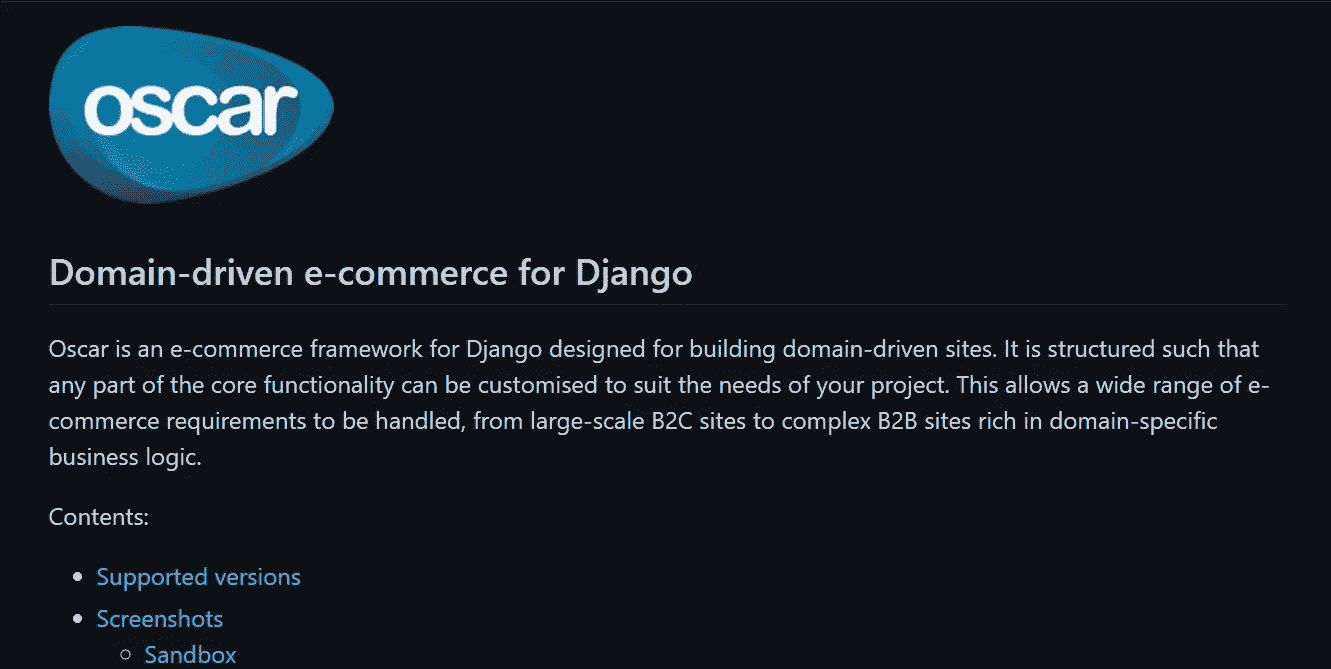 oscar
Domain-driven e-commerce for Django
Oscar is an e-commerce framework for Django designed for building domain-driven sites. It is structured such that
any part of the core functionality can be customised to suit the needs of your project. This allows a wide range of e-
commerce requirements to be handled, from large-scale B2C sites to complex B2B sites rich in domain-specific
business logic.
Contents:
Supported versions
Screenshots
Sandbox